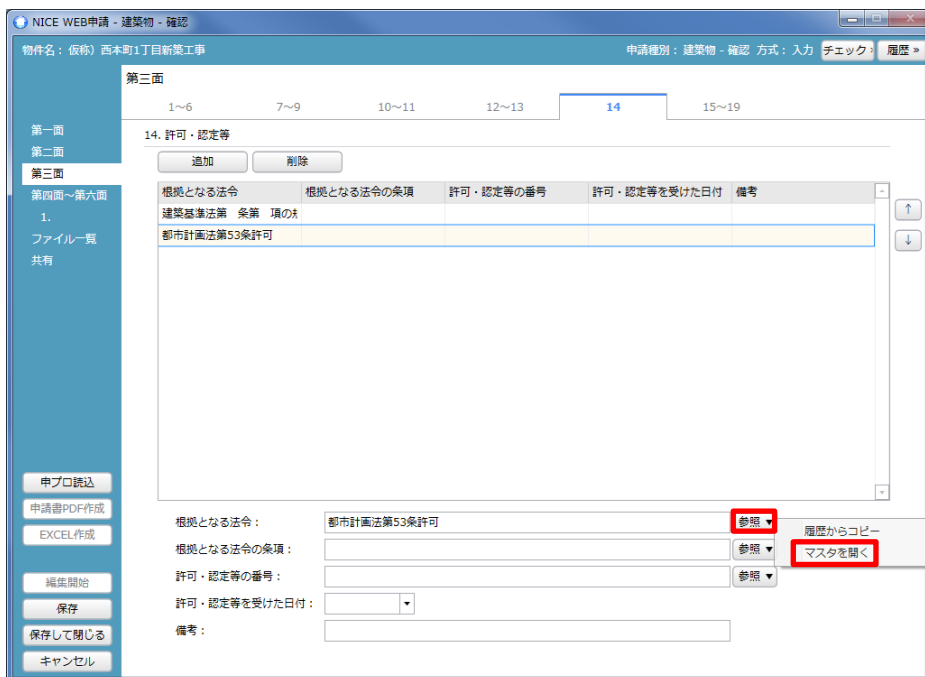 NICE WEB申請 - 建築物 - 確認
物件名：仮称）西本町1丁目新築工事
申請種別：建築物 - 確認 方式：入力 チェック 履歴 »
第三面
1～6 7～9 10～11 12～13 14 15～19
第一面
第二面
第三面
第四面～第六面
1.
ファイル一覧
共有
14. 許可・認定等
追加 削除
根拠となる法令 根拠となる法令の条項 許可・認定等の番号 許可・認定等を受けた日付 備考
建築基準法第　条第　項の
都市計画法第53条許可
↑
↓
申プロ読込
申請書PDF作成
EXCEL作成
編集開始
保存
保存して閉じる
キャンセル
根拠となる法令： 都市計画法第53条許可 参照 ▼
根拠となる法令の条項： 参照 ▼
許可・認定等の番号： 参照 ▼
許可・認定等を受けた日付：
備考：
履歴からコピー
マスタを開く